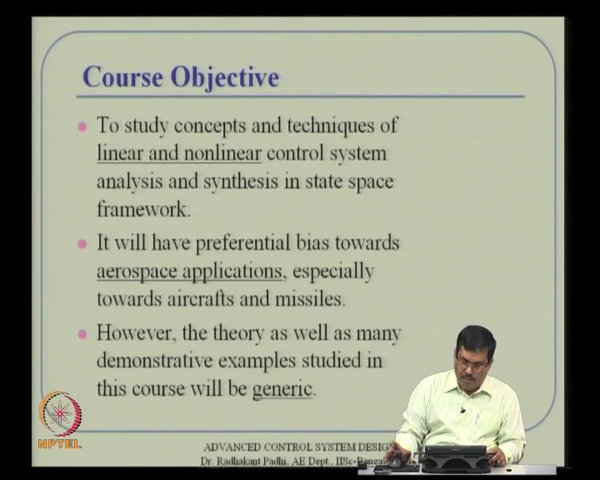 Course Objective
To study concepts and techniques of
linear and nonlinear control system
analysis and synthesis in state space
framework.
It will have preferential bias towards
aerospace applications, especially
towards aircrafts and missiles.
However, the theory as well as many
demonstrative examples studied in
this course will be generic.
NPTEL
ADVANCED CONTROL SYSTEM DESIG
Dr. Radhakant Padhi, AE Dept., IISc-Bangal